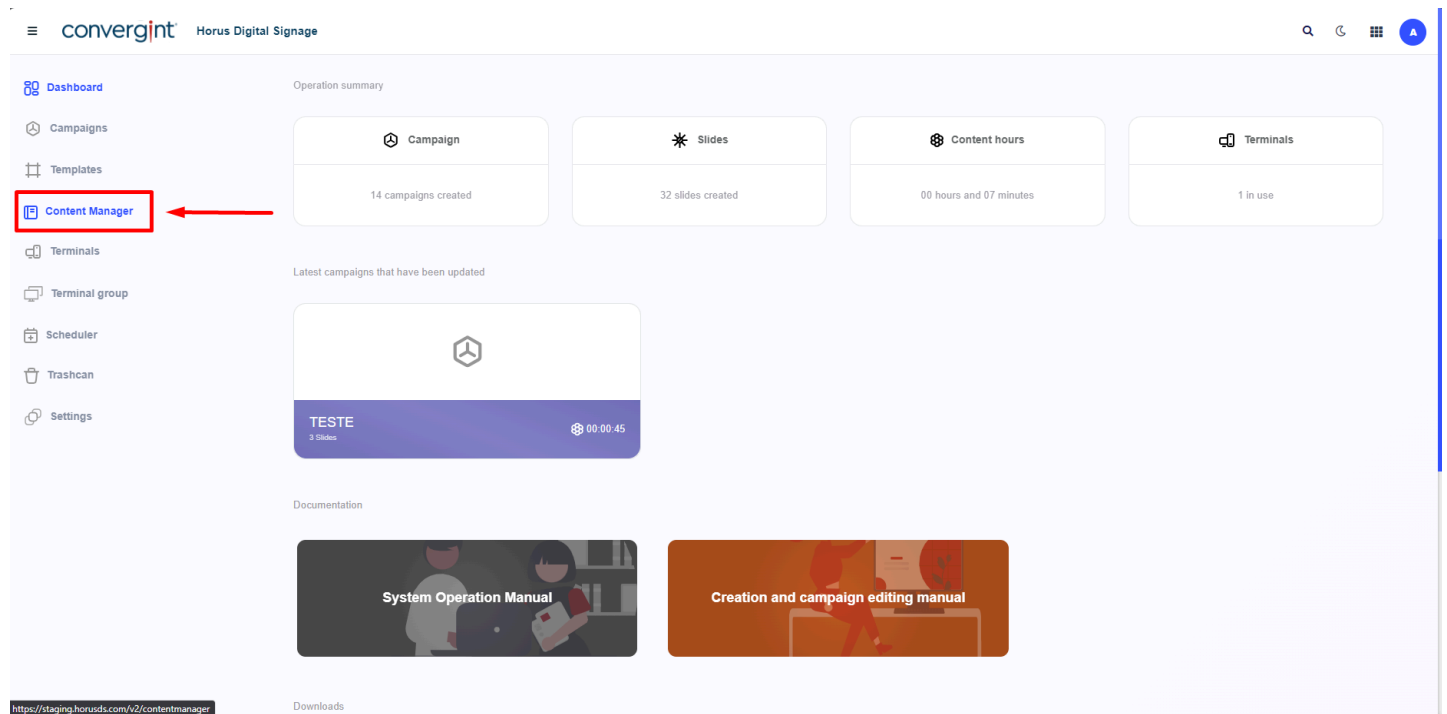 convergint
Horus Digital Signage
A
Dashboard
Campaigns
Templates
Content Manager
Terminals
Terminal group
Scheduler
Trashcan
Settings
Operation summary
Campaign
14 campaigns created
Slides
32 slides created
Content hours
00 hours and 07 minutes
Terminals
1 in use
Latest campaigns that have been updated
TESTE
3 Slides
00:00:45
Documentation
System Operation Manual
Creation and campaign editing manual
Downloads
https://staging.horusds.com/v2/contentmanager